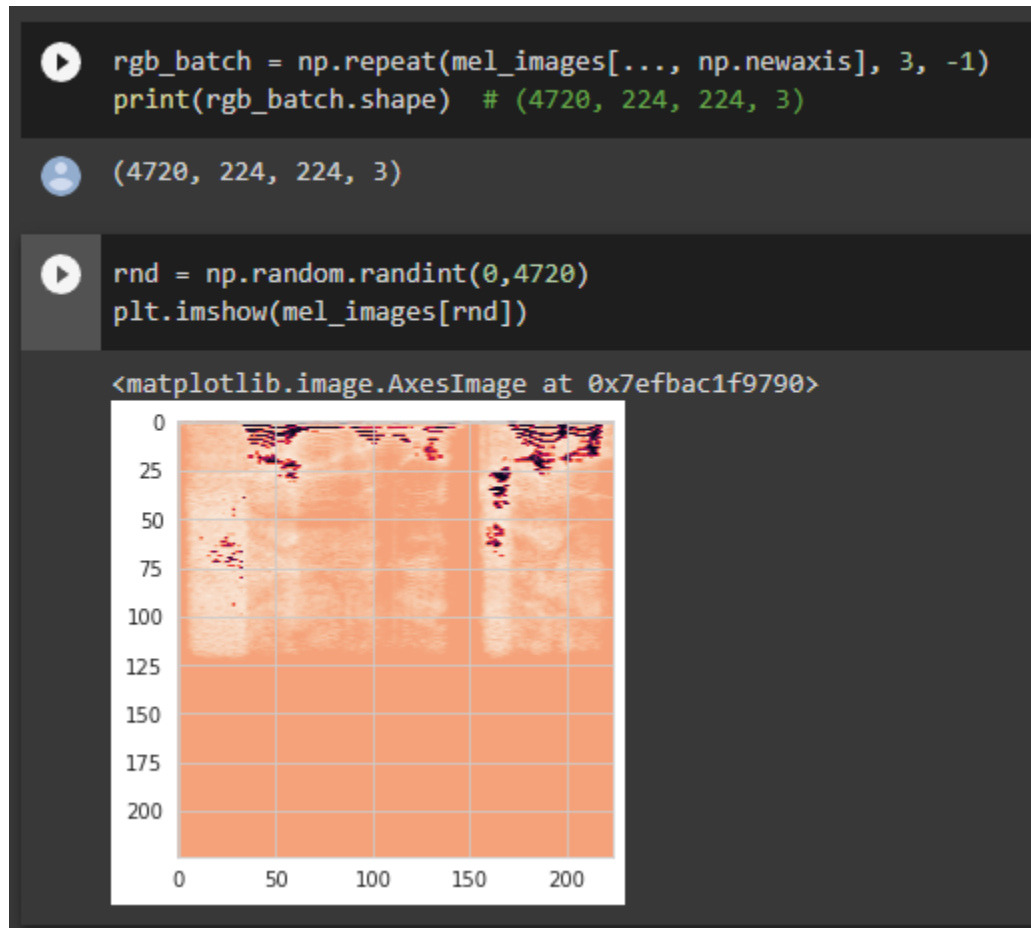 rgb_batch = np.repeat(mel_images[..., np.newaxis], 3, -1)
print(rgb_batch.shape)  # (4720, 224, 224, 3)
(4720, 224, 224, 3)
rnd = np.random.randint(0,4720)
plt.imshow(mel_images[rnd])
<matplotlib.image.AxesImage at 0x7efbac1f9790>
0
25
50
75
100
125
150
175
200
0 50 100 150 200